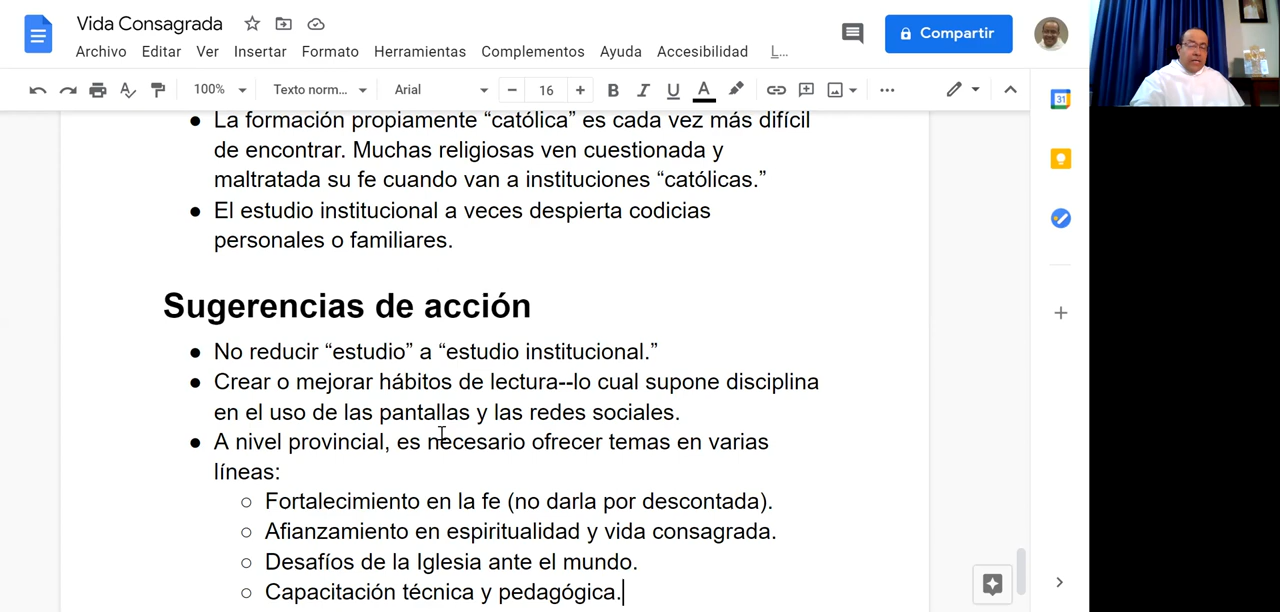 Vida Consagrada
Archivo Editar Ver Insertar Formato Herramientas Complementos Ayuda Accesibilidad L...
Compartir
100% Texto norm... Arial 16 B I U A
31
La formación propiamente “católica” es cada vez más difícil
de encontrar. Muchas religiosas ven cuestionada y
maltratada su fe cuando van a instituciones “católicas.”
El estudio institucional a veces despierta codicias
personales o familiares.
Sugerencias de acción
No reducir “estudio” a “estudio institucional.”
Crear o mejorar hábitos de lectura--lo cual supone disciplina
en el uso de las pantallas y las redes sociales.
A nivel provincial, es necesario ofrecer temas en varias
líneas:
Fortalecimiento en la fe (no darla por descontada).
Afianzamiento en espiritualidad y vida consagrada.
Desafíos de la Iglesia ante el mundo.
Capacitación técnica y pedagógica.